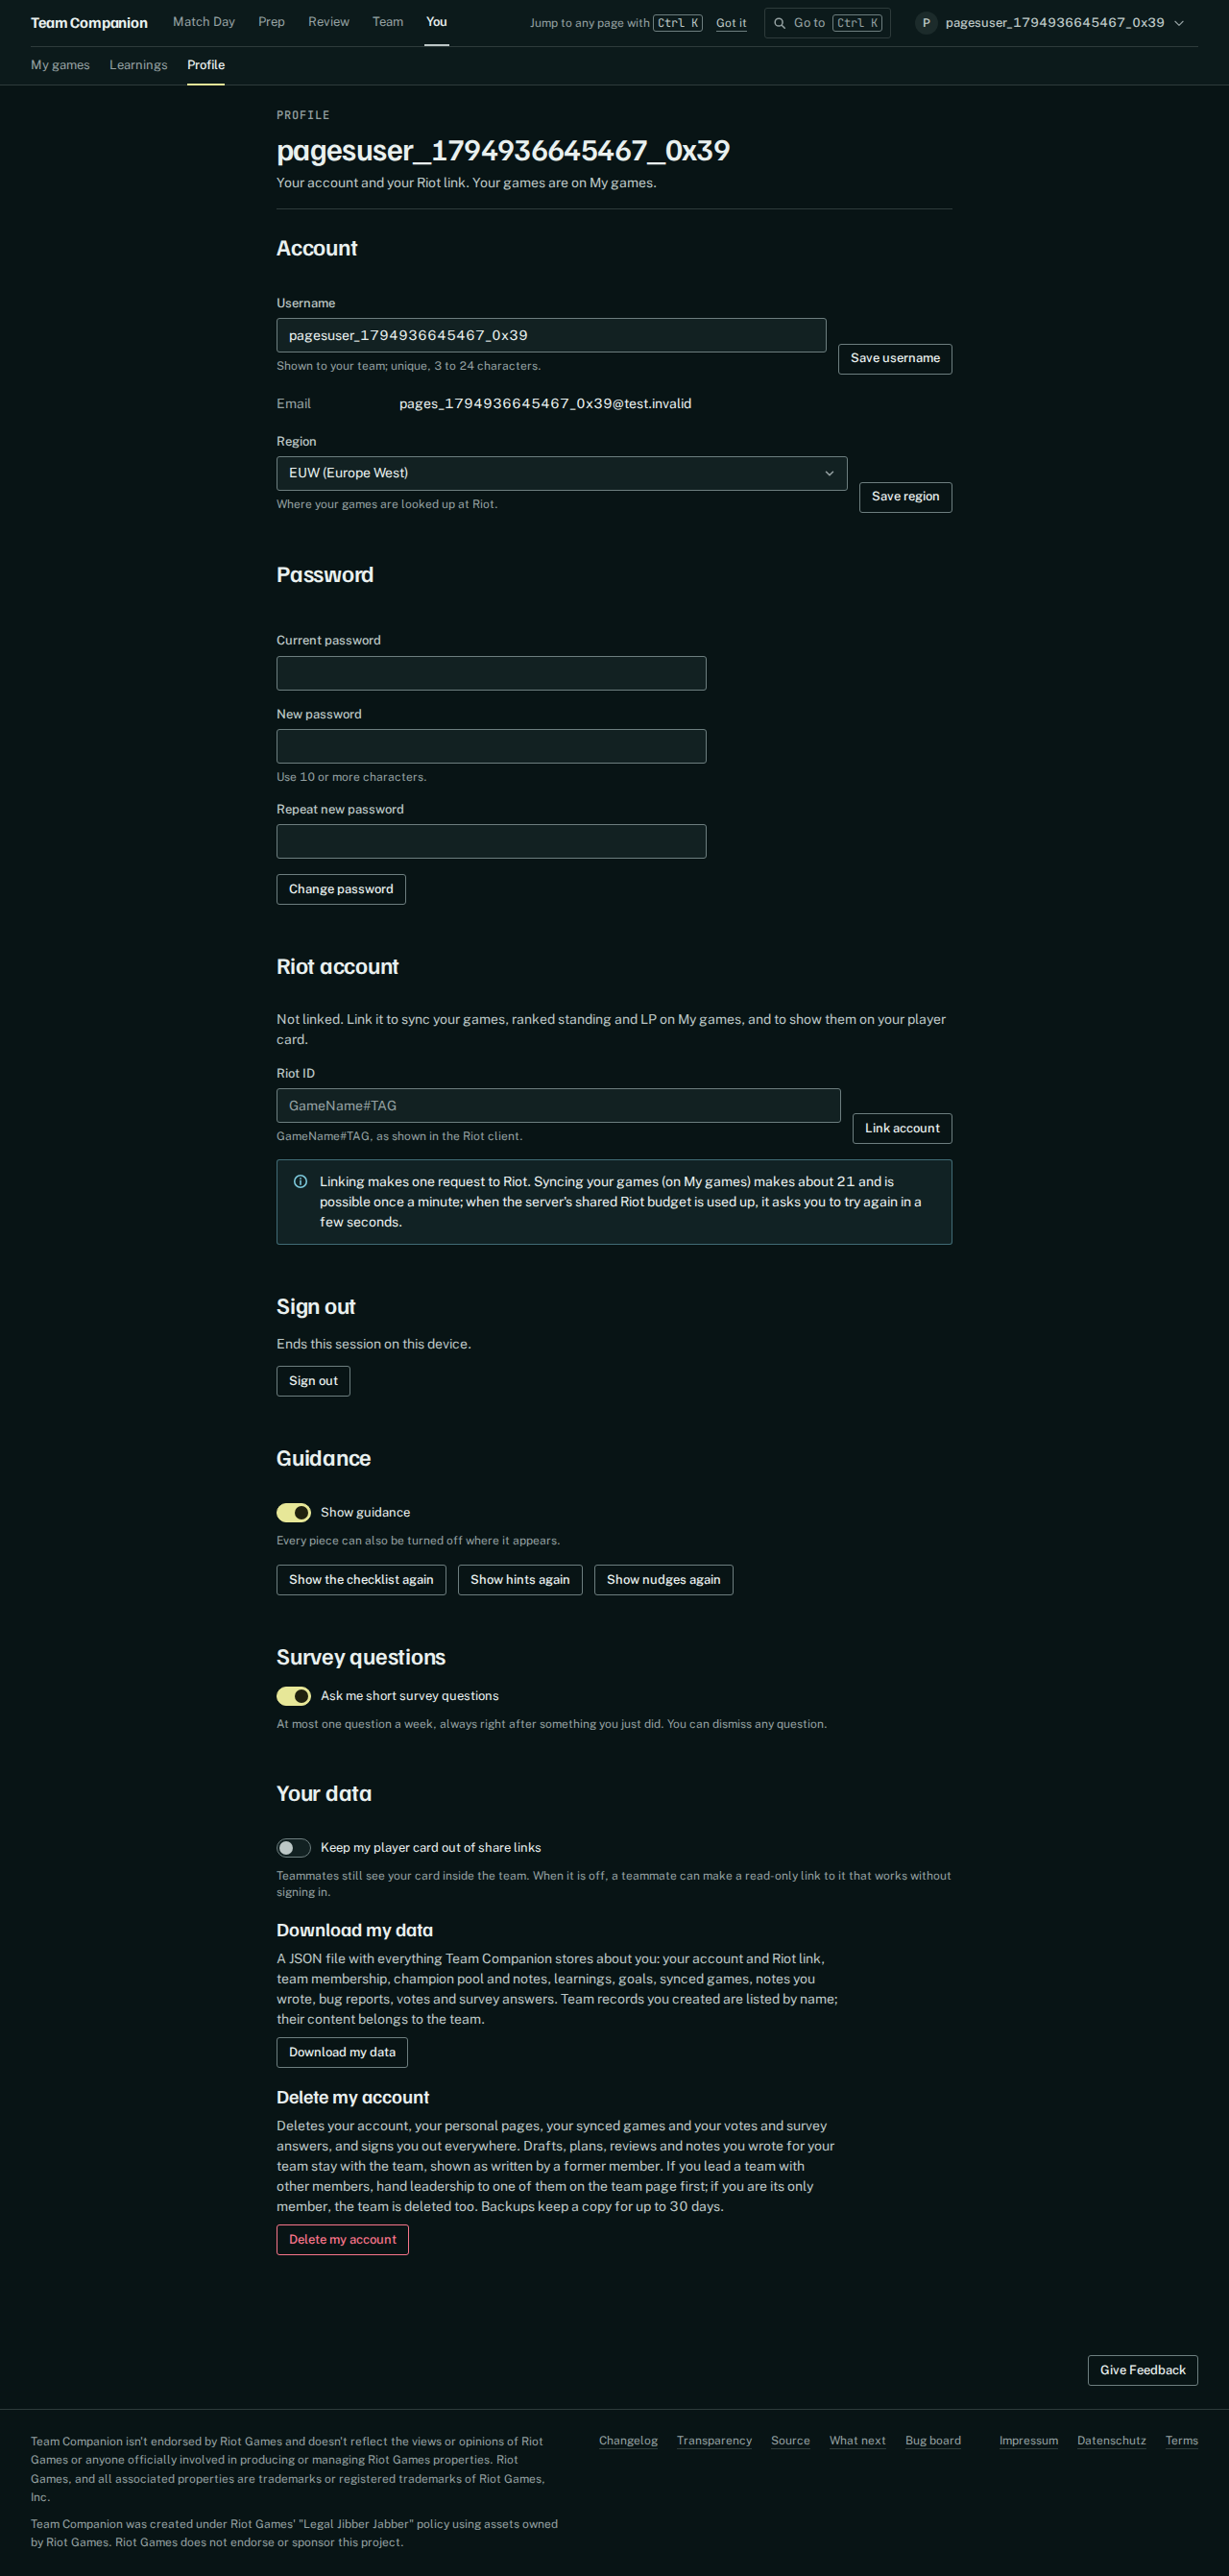 Team Companion Match Day Prep Review Team You Jump to any page with Ctrl K Got it Go to Ctrl K P pagesuser_1794936645467_0x39
My games Learnings Profile
PROFILE
pagesuser_1794936645467_0x39
Your account and your Riot link. Your games are on My games.
Account
Username
pagesuser_1794936645467_0x39
Save username
Shown to your team; unique, 3 to 24 characters.
Email pages_1794936645467_0x39@test.invalid
Region
EUW (Europe West)
Save region
Where your games are looked up at Riot.
Password
Current password
New password
Use 10 or more characters.
Repeat new password
Change password
Riot account
Not linked. Link it to sync your games, ranked standing and LP on My games, and to show them on your player
card.
Riot ID
GameName#TAG
Link account
GameName#TAG, as shown in the Riot client.
Linking makes one request to Riot. Syncing your games (on My games) makes about 21 and is
possible once a minute; when the server's shared Riot budget is used up, it asks you to try again in a
few seconds.
Sign out
Ends this session on this device.
Sign out
Guidance
Show guidance
Every piece can also be turned off where it appears.
Show the checklist again Show hints again Show nudges again
Survey questions
Ask me short survey questions
At most one question a week, always right after something you just did. You can dismiss any question.
Your data
Keep my player card out of share links
Teammates still see your card inside the team. When it is off, a teammate can make a read-only link to it that works without
signing in.
Download my data
A JSON file with everything Team Companion stores about you: your account and Riot link,
team membership, champion pool and notes, learnings, goals, synced games, notes you
wrote, bug reports, votes and survey answers. Team records you created are listed by name;
their content belongs to the team.
Download my data
Delete my account
Deletes your account, your personal pages, your synced games and your votes and survey
answers, and signs you out everywhere. Drafts, plans, reviews and notes you wrote for your
team stay with the team, shown as written by a former member. If you lead a team with
other members, hand leadership to one of them on the team page first; if you are its only
member, the team is deleted too. Backups keep a copy for up to 30 days.
Delete my account
Give Feedback
Team Companion isn't endorsed by Riot Games and doesn't reflect the views or opinions of Riot
Games or anyone officially involved in producing or managing Riot Games properties. Riot
Games, and all associated properties are trademarks or registered trademarks of Riot Games,
Inc.
Team Companion was created under Riot Games' "Legal Jibber Jabber" policy using assets owned
by Riot Games. Riot Games does not endorse or sponsor this project.
Changelog Transparency Source What next Bug board Impressum Datenschutz Terms